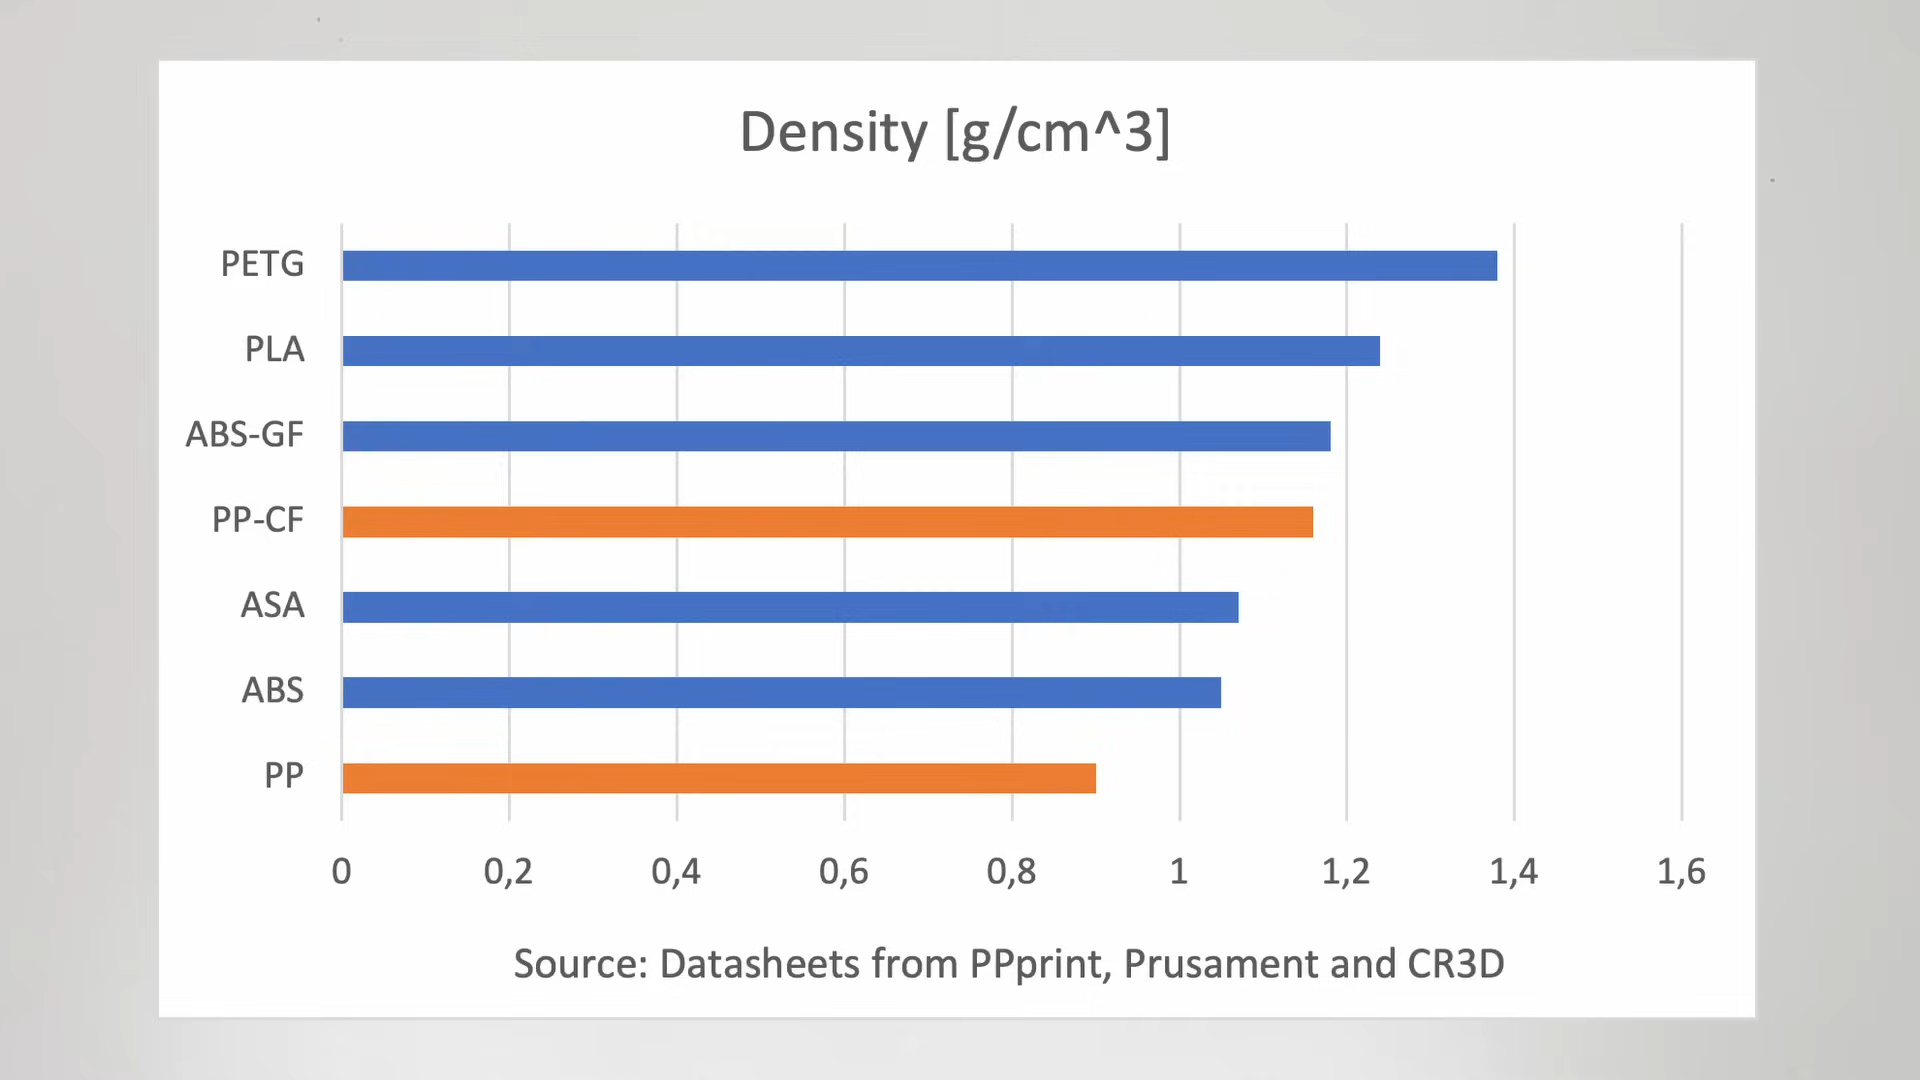 Density [g/cm^3]
PETG
PLA
ABS-GF
PP-CF
ASA
ABS
PP
0 0,2 0,4 0,6 0,8 1 1,2 1,4 1,6
Source: Datasheets from PPprint, Prusament and CR3D